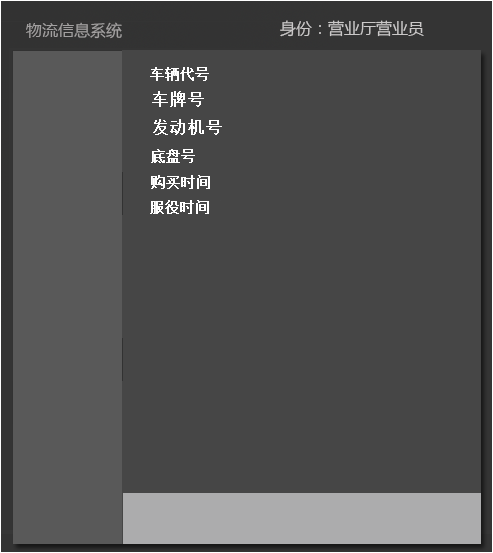 物流信息系统
身份：营业厅营业员
车辆代号
车牌号
发动机号
底盘号
购买时间
服役时间